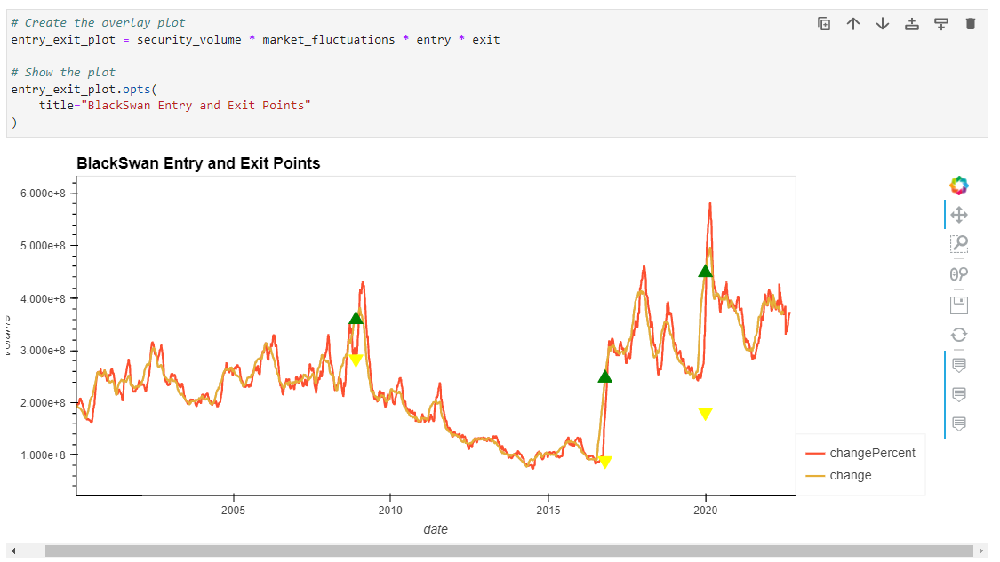 # Create the overlay plot
entry_exit_plot = security_volume * market_fluctuations * entry * exit
# Show the plot
entry_exit_plot.opts(
title="BlackSwan Entry and Exit Points"
)
BlackSwan Entry and Exit Points
6.000e+8
5.000e+8
4.000e+8
3.000e+8
2.000e+8
1.000e+8
changePercent
change
2005
2010
2015
2020
date